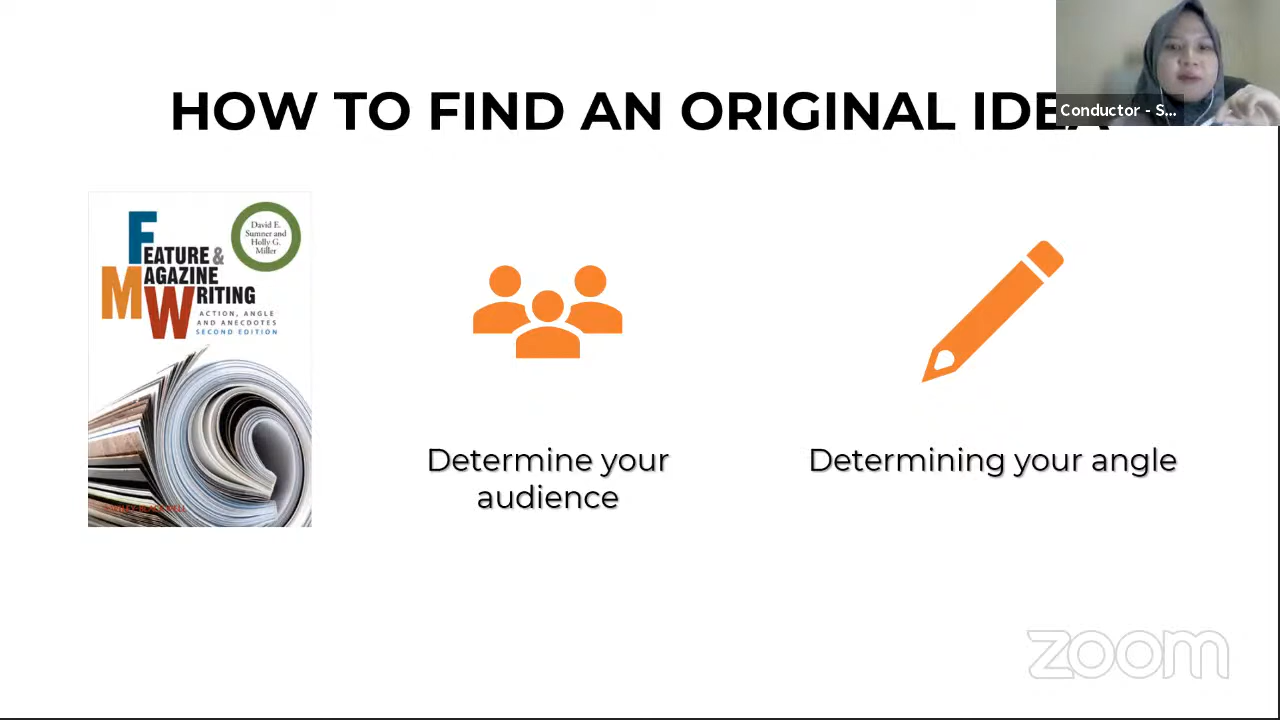 HOW TO FIND AN ORIGINAL IDEA
Conductor - S...
David E.
Sumner and
Holly G.
Miller
FEATURE &
MAGAZINE
WRITING
ACTION, ANGLE
AND ANECDOTES
SECOND EDITION
Determine your
audience
Determining your angle
zoom